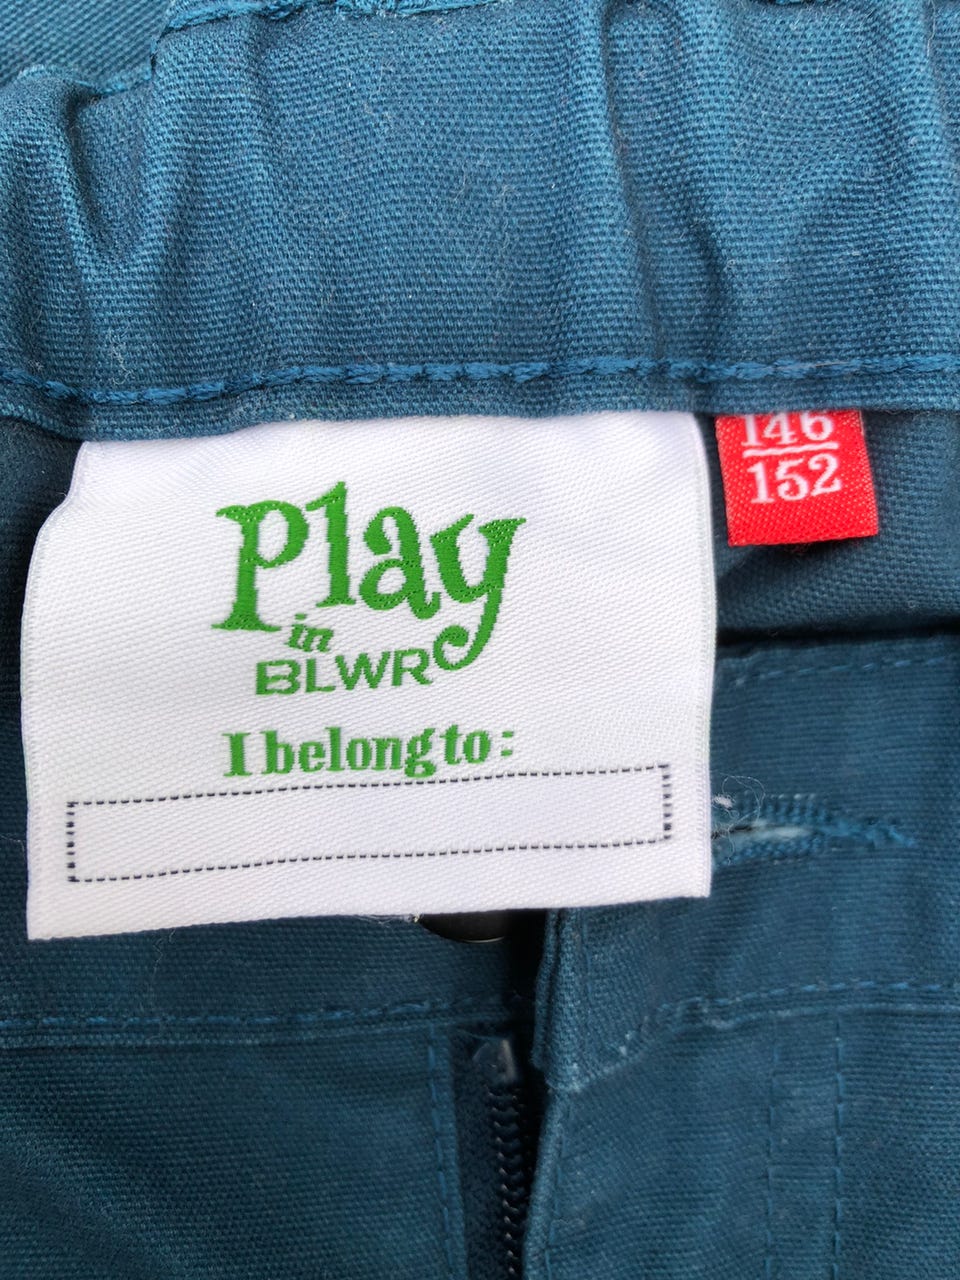 Play
in
BLWR
I belong to:
146
152